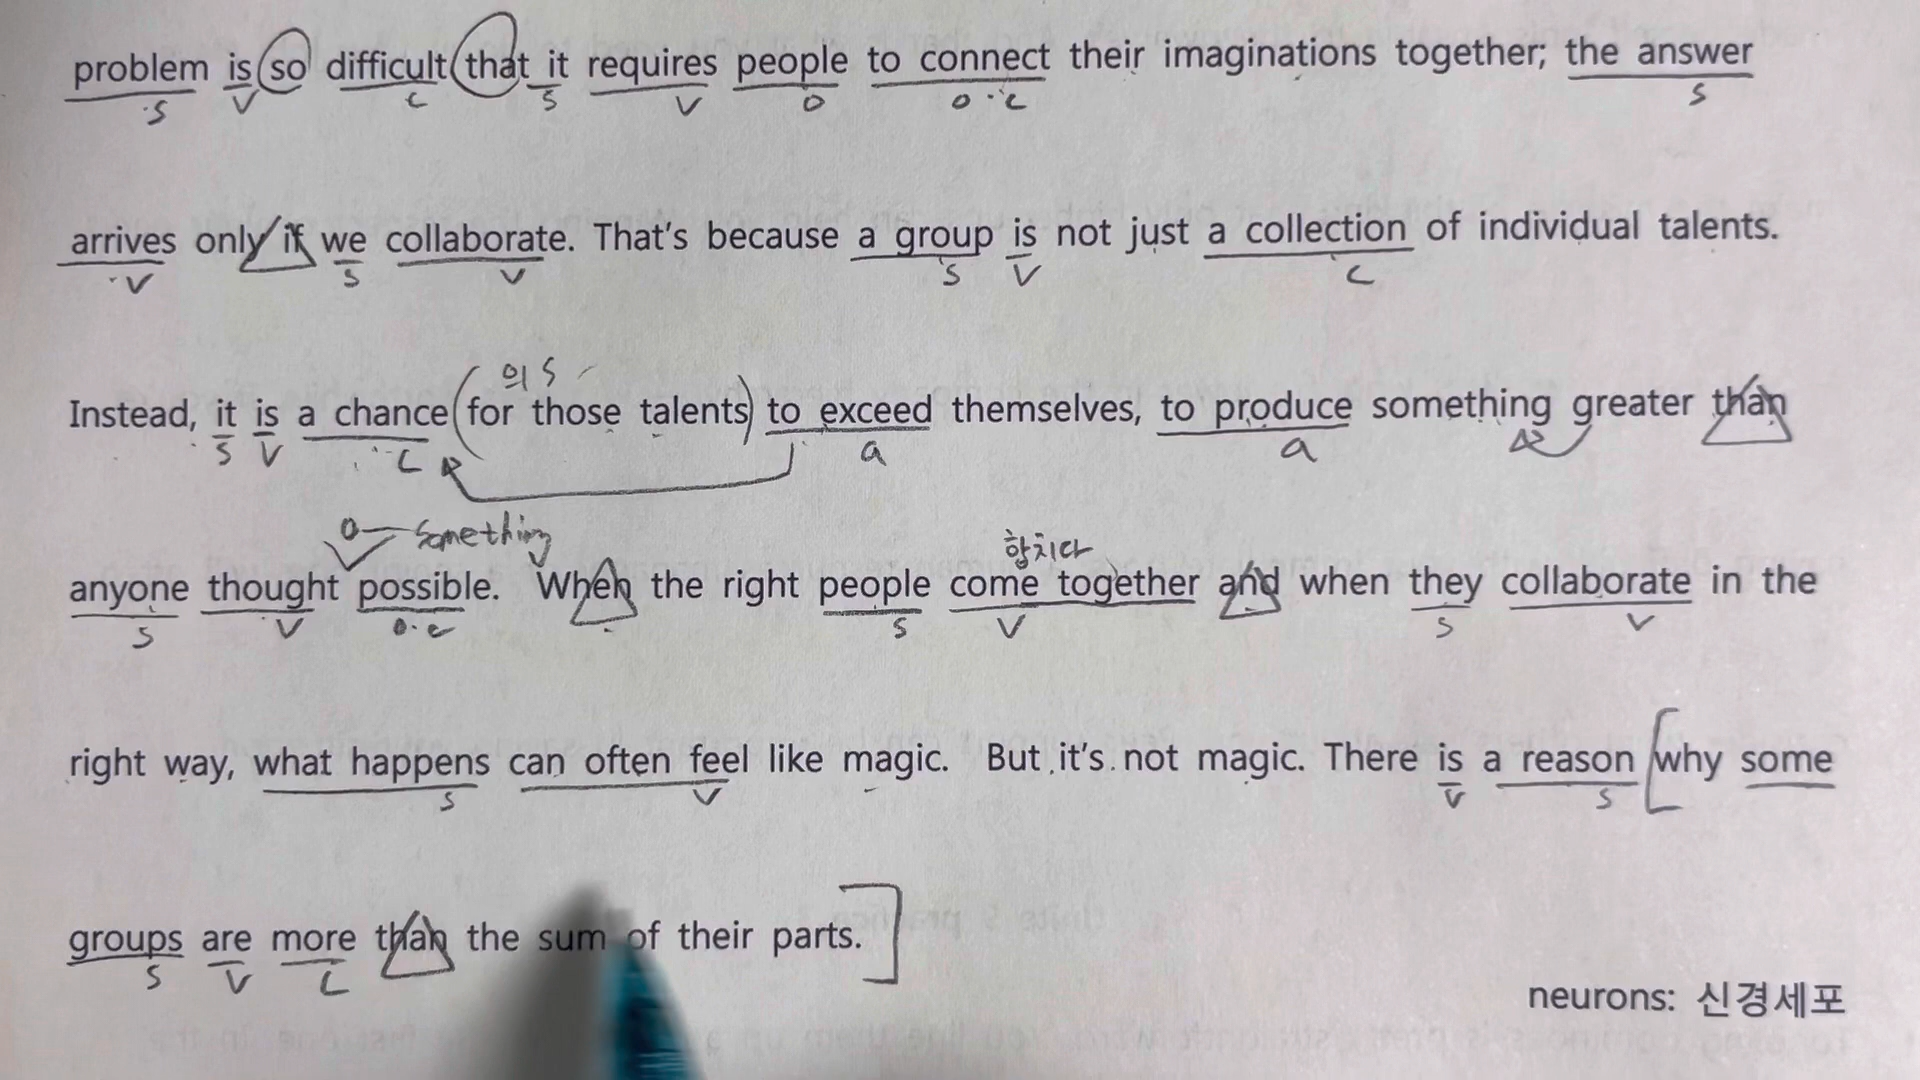 problem is so difficult that it requires people to connect their imaginations together; the answer
S V C S V O O·C S
arrives only if we collaborate. That's because a group is not just a collection of individual talents.
V S V S V C
의 S
Instead, it is a chance (for those talents) to exceed themselves, to produce something greater than
S V C a a
O something 합치다
anyone thought possible. When the right people come together and when they collaborate in the
S V O·C S V S V
right way, what happens can often feel like magic. But it's not magic. There is a reason [why some
S V V S
groups are more than the sum of their parts.]
S V C
neurons: 신경세포